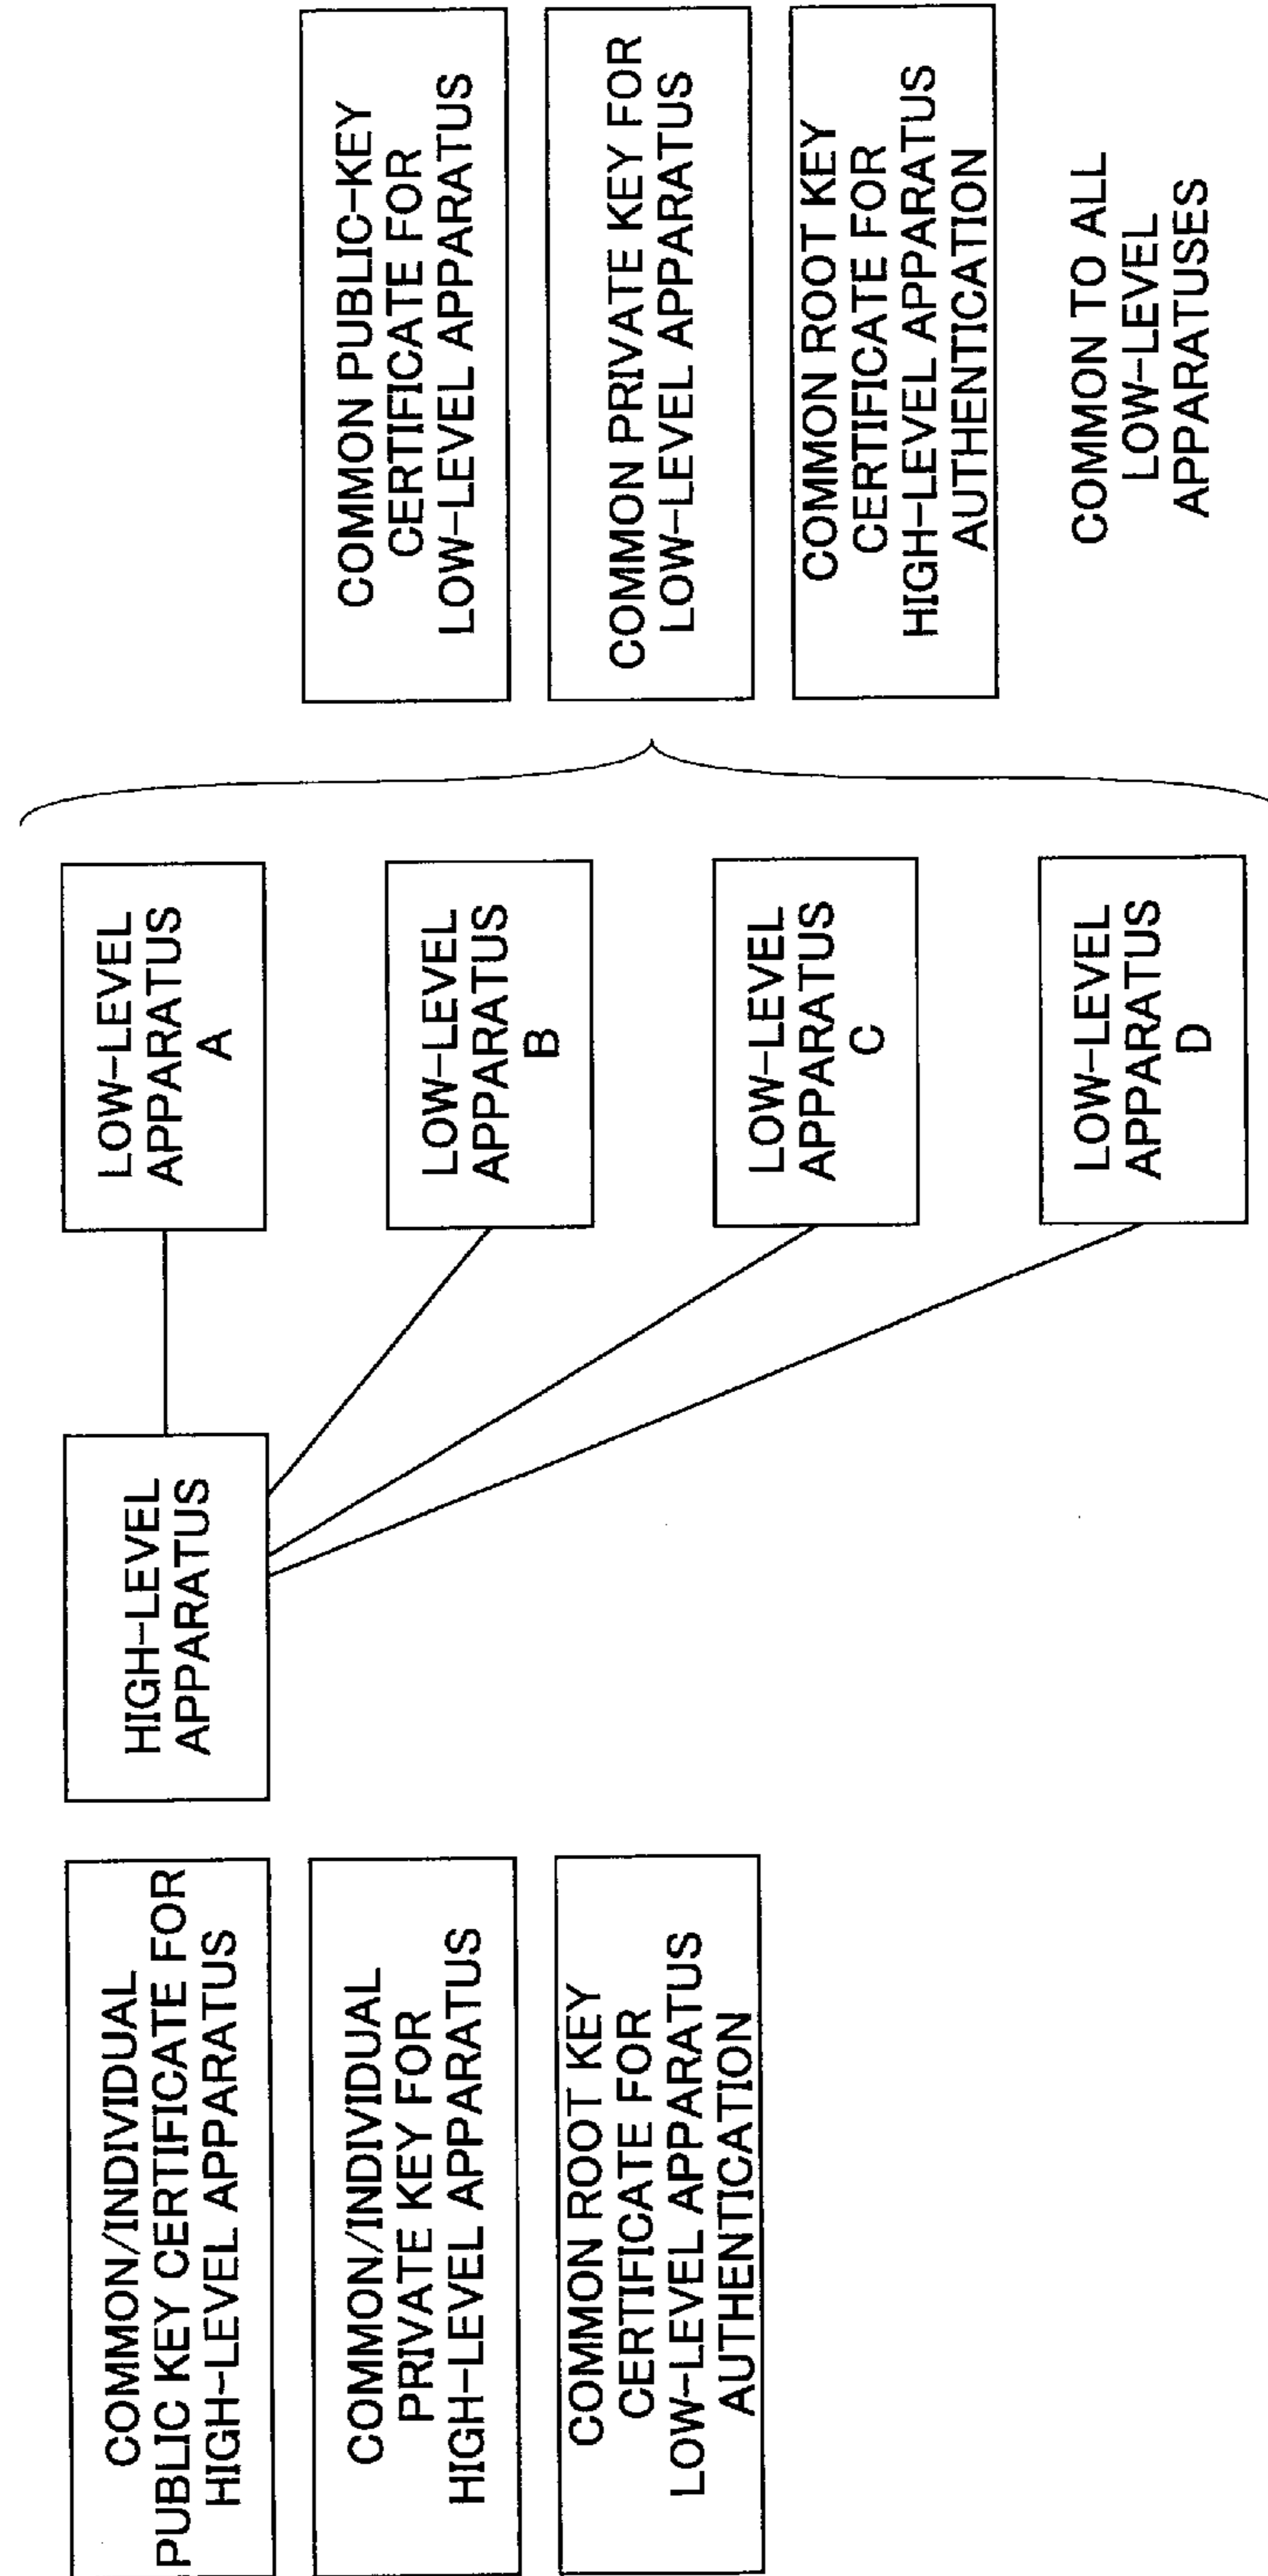 COMMON/INDIVIDUAL
PUBLIC KEY CERTIFICATE FOR
HIGH-LEVEL APPARATUS
COMMON/INDIVIDUAL
PRIVATE KEY FOR
HIGH-LEVEL APPARATUS
COMMON ROOT KEY
CERTIFICATE FOR
LOW-LEVEL APPARATUS
AUTHENTICATION
HIGH-LEVEL
APPARATUS
LOW-LEVEL
APPARATUS
A
LOW-LEVEL
APPARATUS
B
LOW-LEVEL
APPARATUS
C
LOW-LEVEL
APPARATUS
D
COMMON PUBLIC-KEY
CERTIFICATE FOR
LOW-LEVEL APPARATUS
COMMON PRIVATE KEY FOR
LOW-LEVEL APPARATUS
COMMON ROOT KEY
CERTIFICATE FOR
HIGH-LEVEL APPARATUS
AUTHENTICATION
COMMON TO ALL
LOW-LEVEL
APPARATUSES